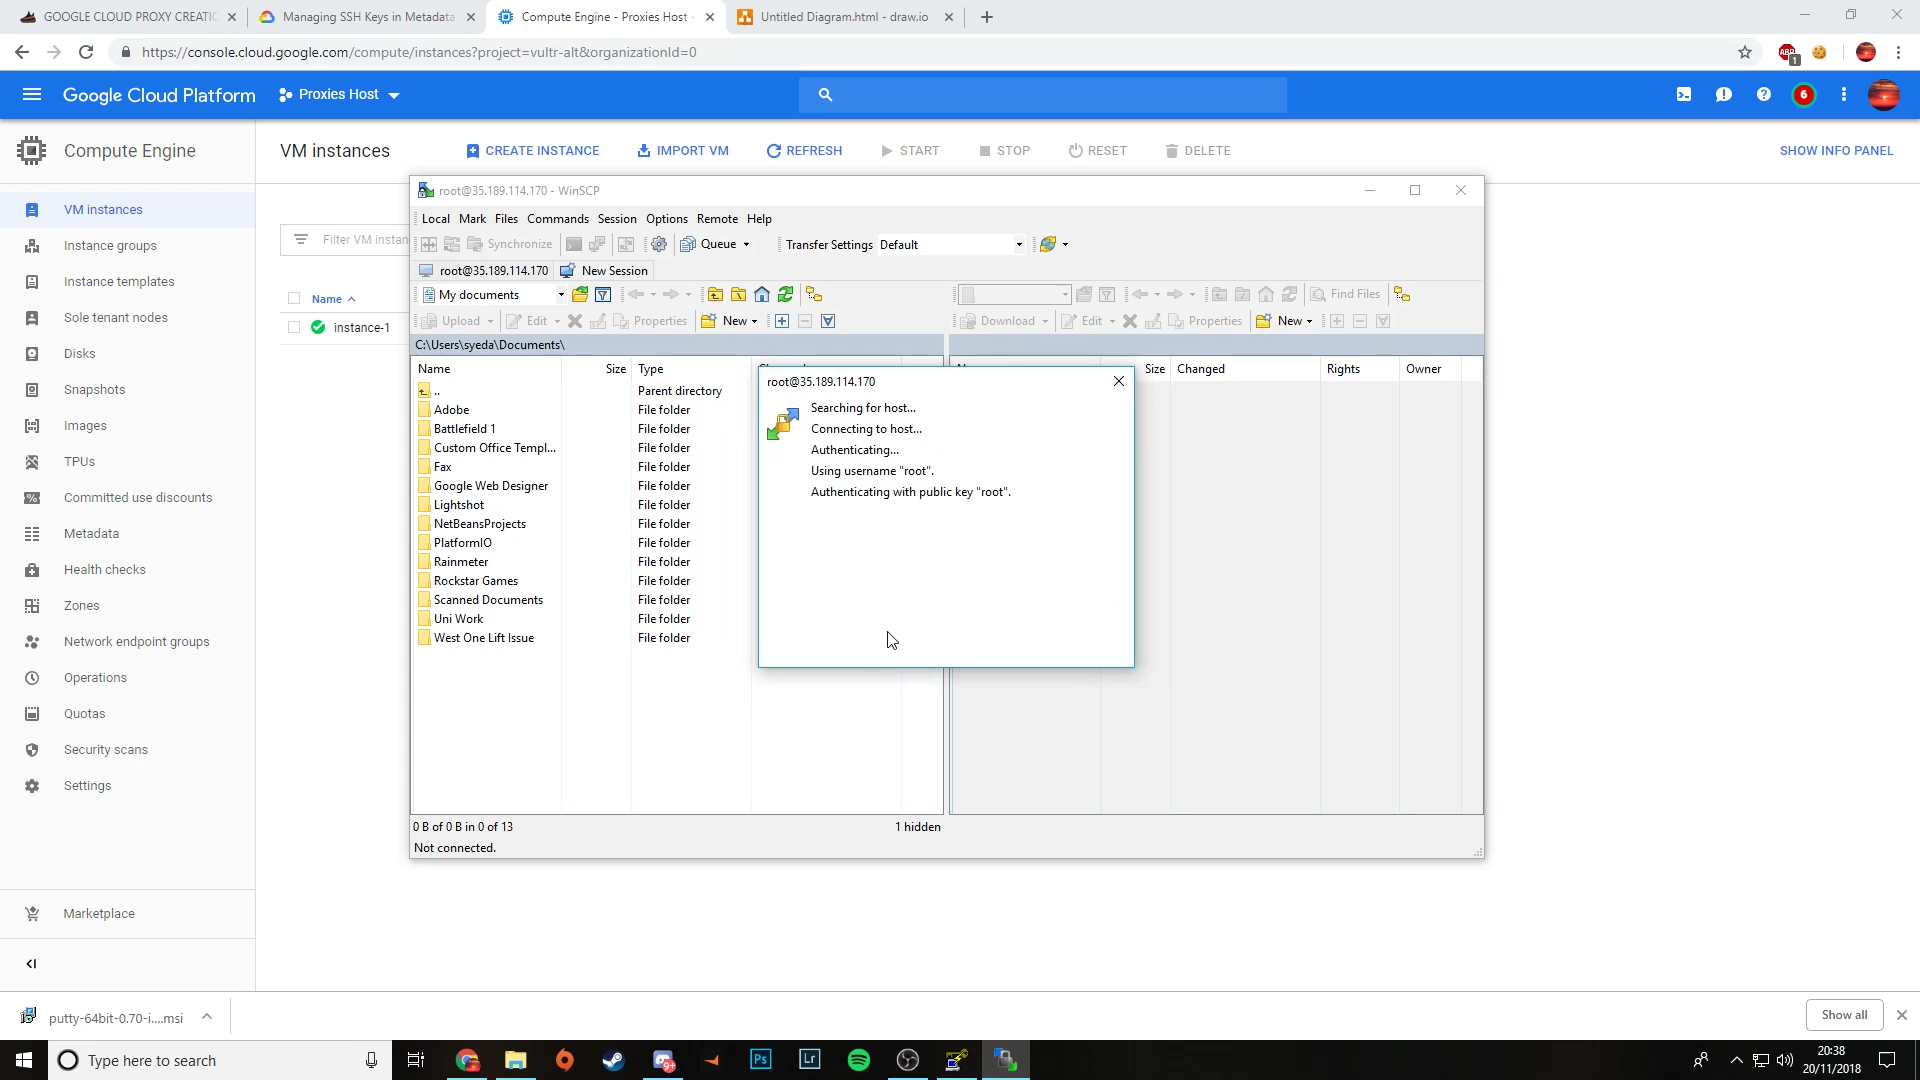 GOOGLE CLOUD PROXY CREATIO
Managing SSH Keys in Metadata
Compute Engine - Proxies Host -
Untitled Diagram.html - draw.io
https://console.cloud.google.com/compute/instances?project=vultr-alt&organizationId=0
ABP
1
Google Cloud Platform
Proxies Host
6
Compute Engine
VM instances
CREATE INSTANCE
IMPORT VM
REFRESH
START
STOP
RESET
DELETE
SHOW INFO PANEL
VM instances
Instance groups
Instance templates
Sole tenant nodes
Disks
Snapshots
Images
TPUs
Committed use discounts
Metadata
Health checks
Zones
Network endpoint groups
Operations
Quotas
Security scans
Settings
Marketplace
Filter VM instan
Name
instance-1
root@35.189.114.170 - WinSCP
Local Mark Files Commands Session Options Remote Help
Synchronize
Queue
Transfer Settings Default
root@35.189.114.170
New Session
My documents
Find Files
Upload
Edit
Properties
New
Download
Edit
Properties
New
C:\Users\syeda\Documents\
Name Size Type
Size Changed Rights Owner
.. Parent directory
Adobe File folder
Battlefield 1 File folder
Custom Office Templ... File folder
Fax File folder
Google Web Designer File folder
Lightshot File folder
NetBeansProjects File folder
PlatformIO File folder
Rainmeter File folder
Rockstar Games File folder
Scanned Documents File folder
Uni Work File folder
West One Lift Issue File folder
root@35.189.114.170
Searching for host...
Connecting to host...
Authenticating...
Using username "root".
Authenticating with public key "root".
0 B of 0 B in 0 of 13
1 hidden
Not connected.
putty-64bit-0.70-i....msi
Show all
Type here to search
9+
Ps
Lr
20:38
20/11/2018